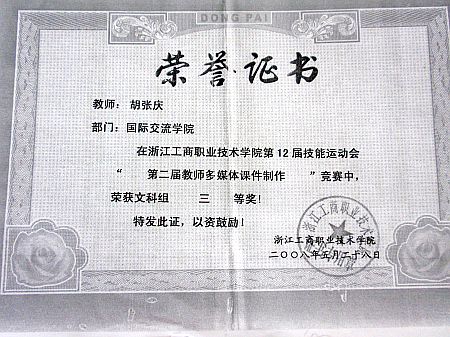 DONG PAI
荣誉证书
教师：胡张庆
部门：国际交流学院
在浙江工商职业技术学院第12届技能运动会
“ 第二届教师多媒体课件制作 ”竞赛中，
荣获文科组 三 等奖！
特发此证，以资鼓励！
浙江工商职业技术学院
二〇〇八年五月二十八日